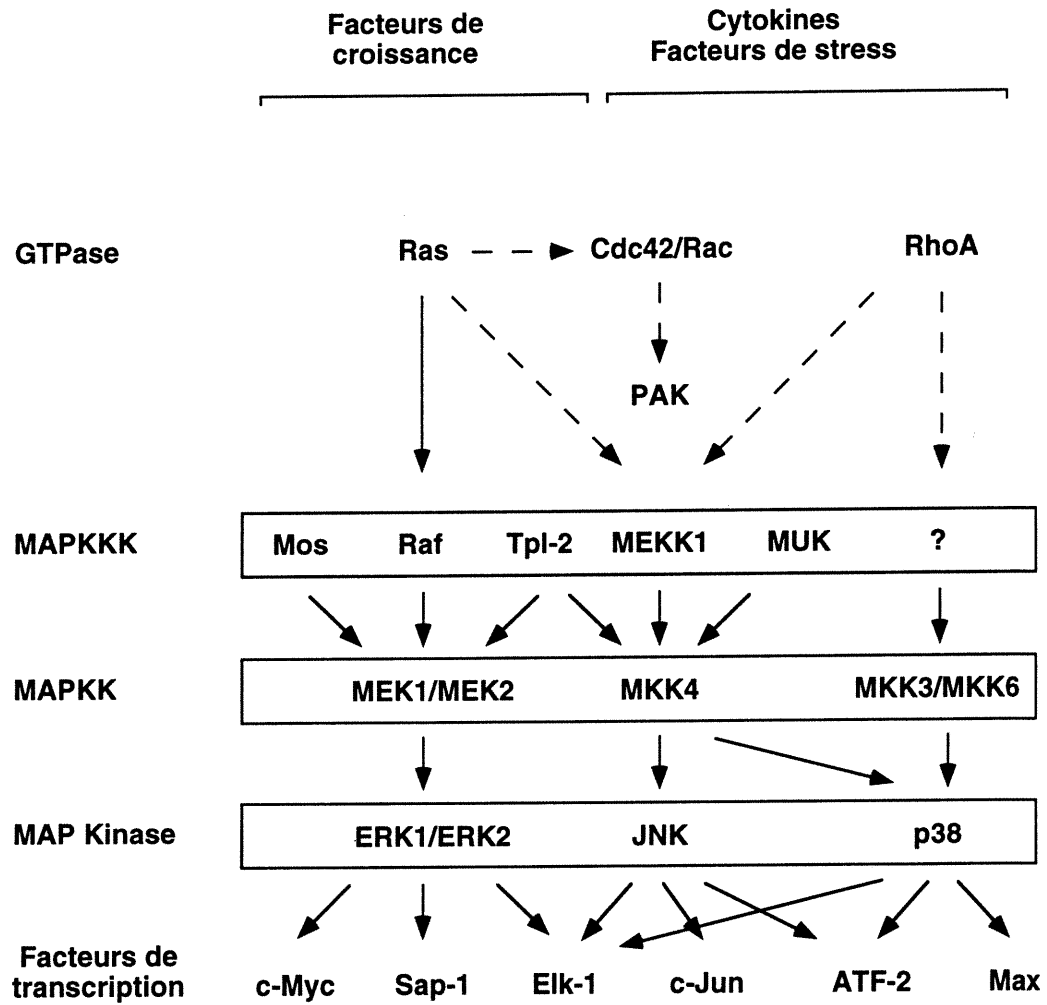 Facteurs de
croissance
Cytokines
Facteurs de stress
GTPase Ras Cdc42/Rac RhoA
PAK
MAPKKK Mos Raf Tpl-2 MEKK1 MUK ?
MAPKK MEK1/MEK2 MKK4 MKK3/MKK6
MAP Kinase ERK1/ERK2 JNK p38
Facteurs de
transcription c-Myc Sap-1 Elk-1 c-Jun ATF-2 Max